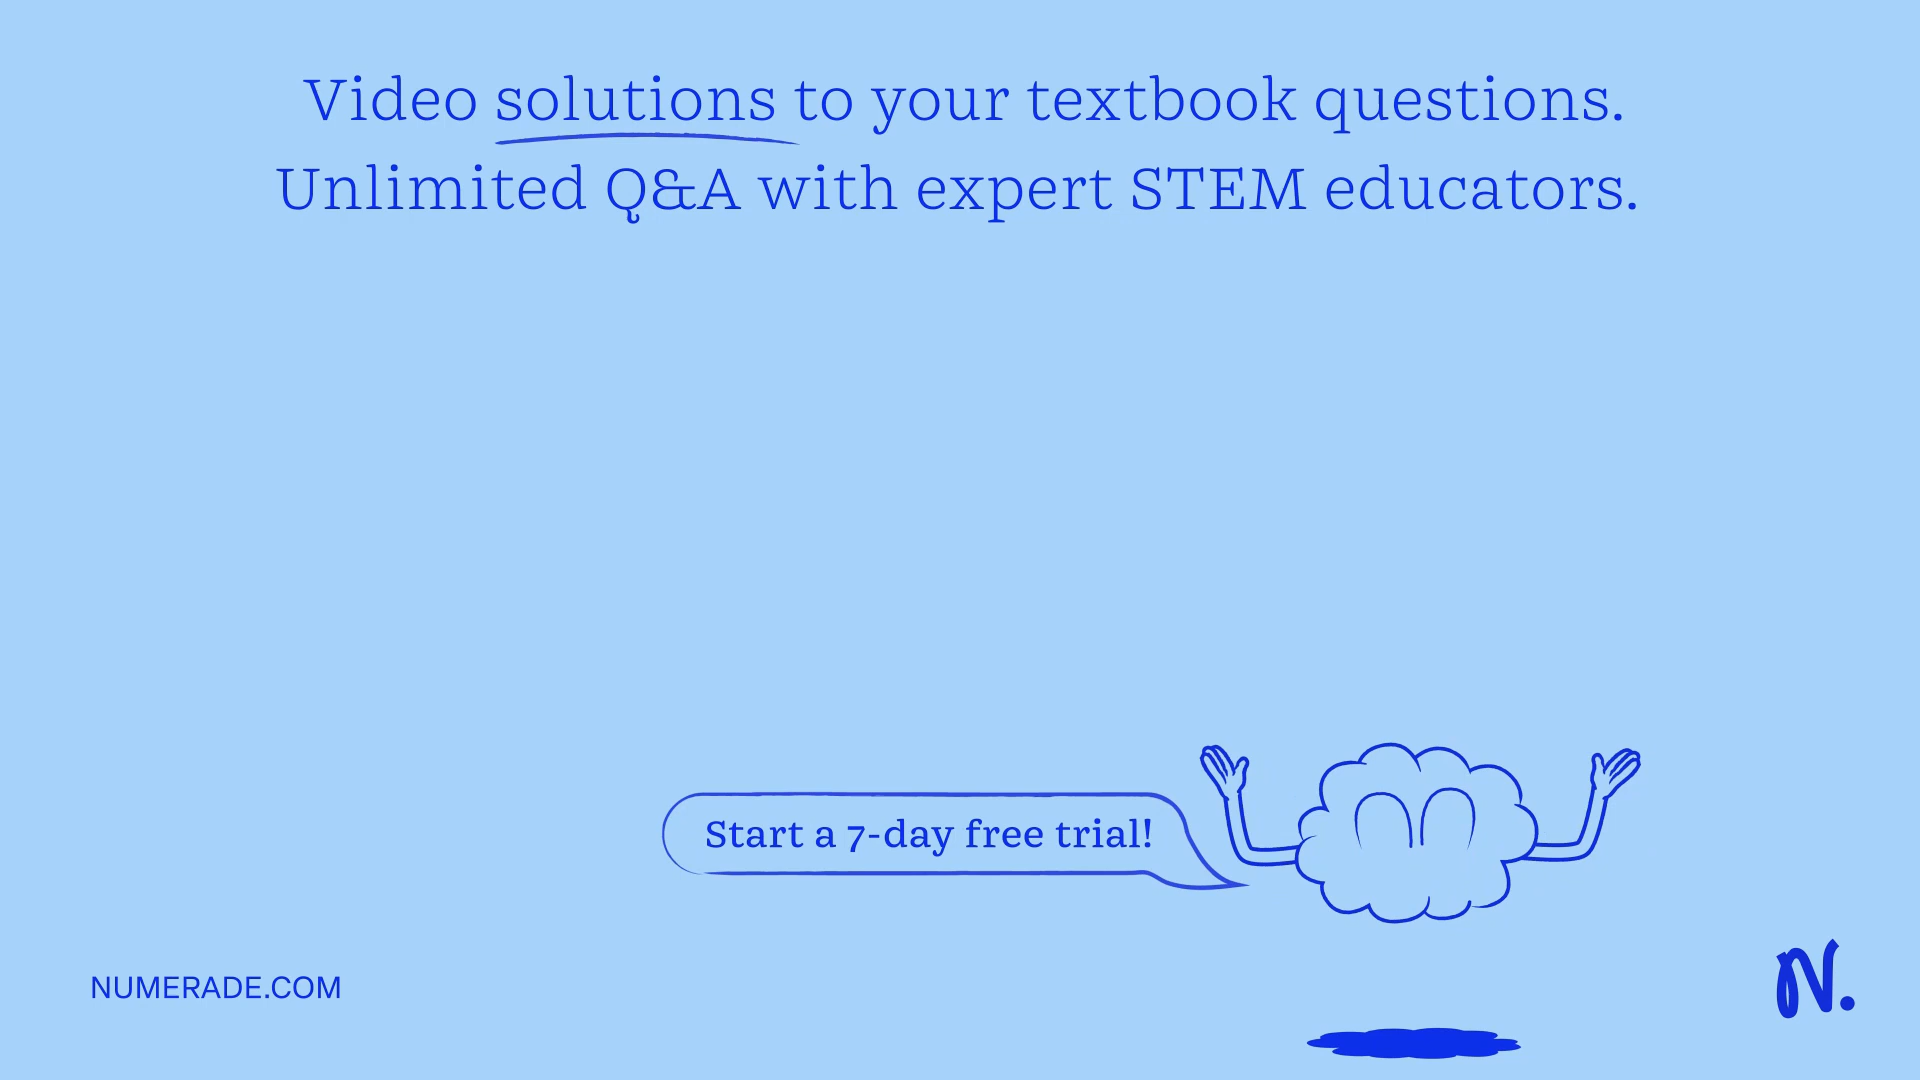 Video solutions to your textbook questions.
Unlimited Q&A with expert STEM educators.
Start a 7-day free trial!
NUMERADE.COM
N.